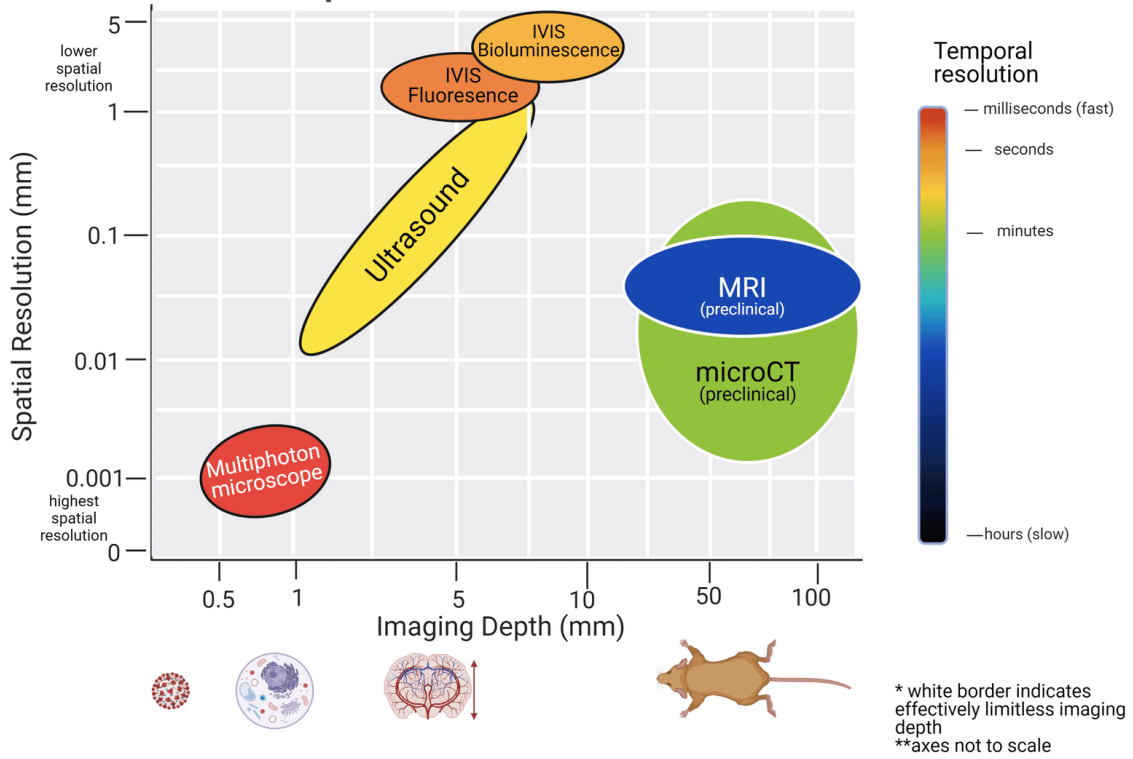 5
lower
spatial
resolution
1
0.1
0.01
0.001
highest
spatial
resolution
0
Spatial Resolution (mm)
IVIS
Bioluminescence
IVIS
Fluoresence
Ultrasound
Multiphoton
microscope
MRI
(preclinical)
microCT
(preclinical)
0.5
1
5
10
50
100
Imaging Depth (mm)
Temporal
resolution
milliseconds (fast)
seconds
minutes
hours (slow)
* white border indicates
effectively limitless imaging
depth
**axes not to scale